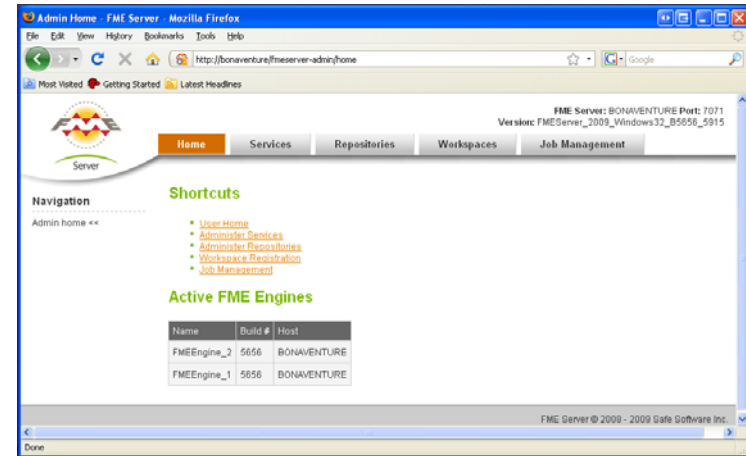 Admin Home - FME Server - Mozilla Firefox
File Edit View History Bookmarks Tools Help
http://bonaventure/fmeserver-admin/home
Google
Most Visited Getting Started Latest Headlines
FME
Server
FME Server: BONAVENTURE Port: 7071
Version: FMEServer_2009_Windows32_B5656_5915
Home Services Repositories Workspaces Job Management
Navigation
Admin home <<
Shortcuts
User Home
Administer Services
Administer Repositories
Workspace Registration
Job Management
Active FME Engines
Name Build # Host
FMEEngine_2 5656 BONAVENTURE
FMEEngine_1 5656 BONAVENTURE
FME Server © 2008 - 2009 Safe Software Inc.
Done